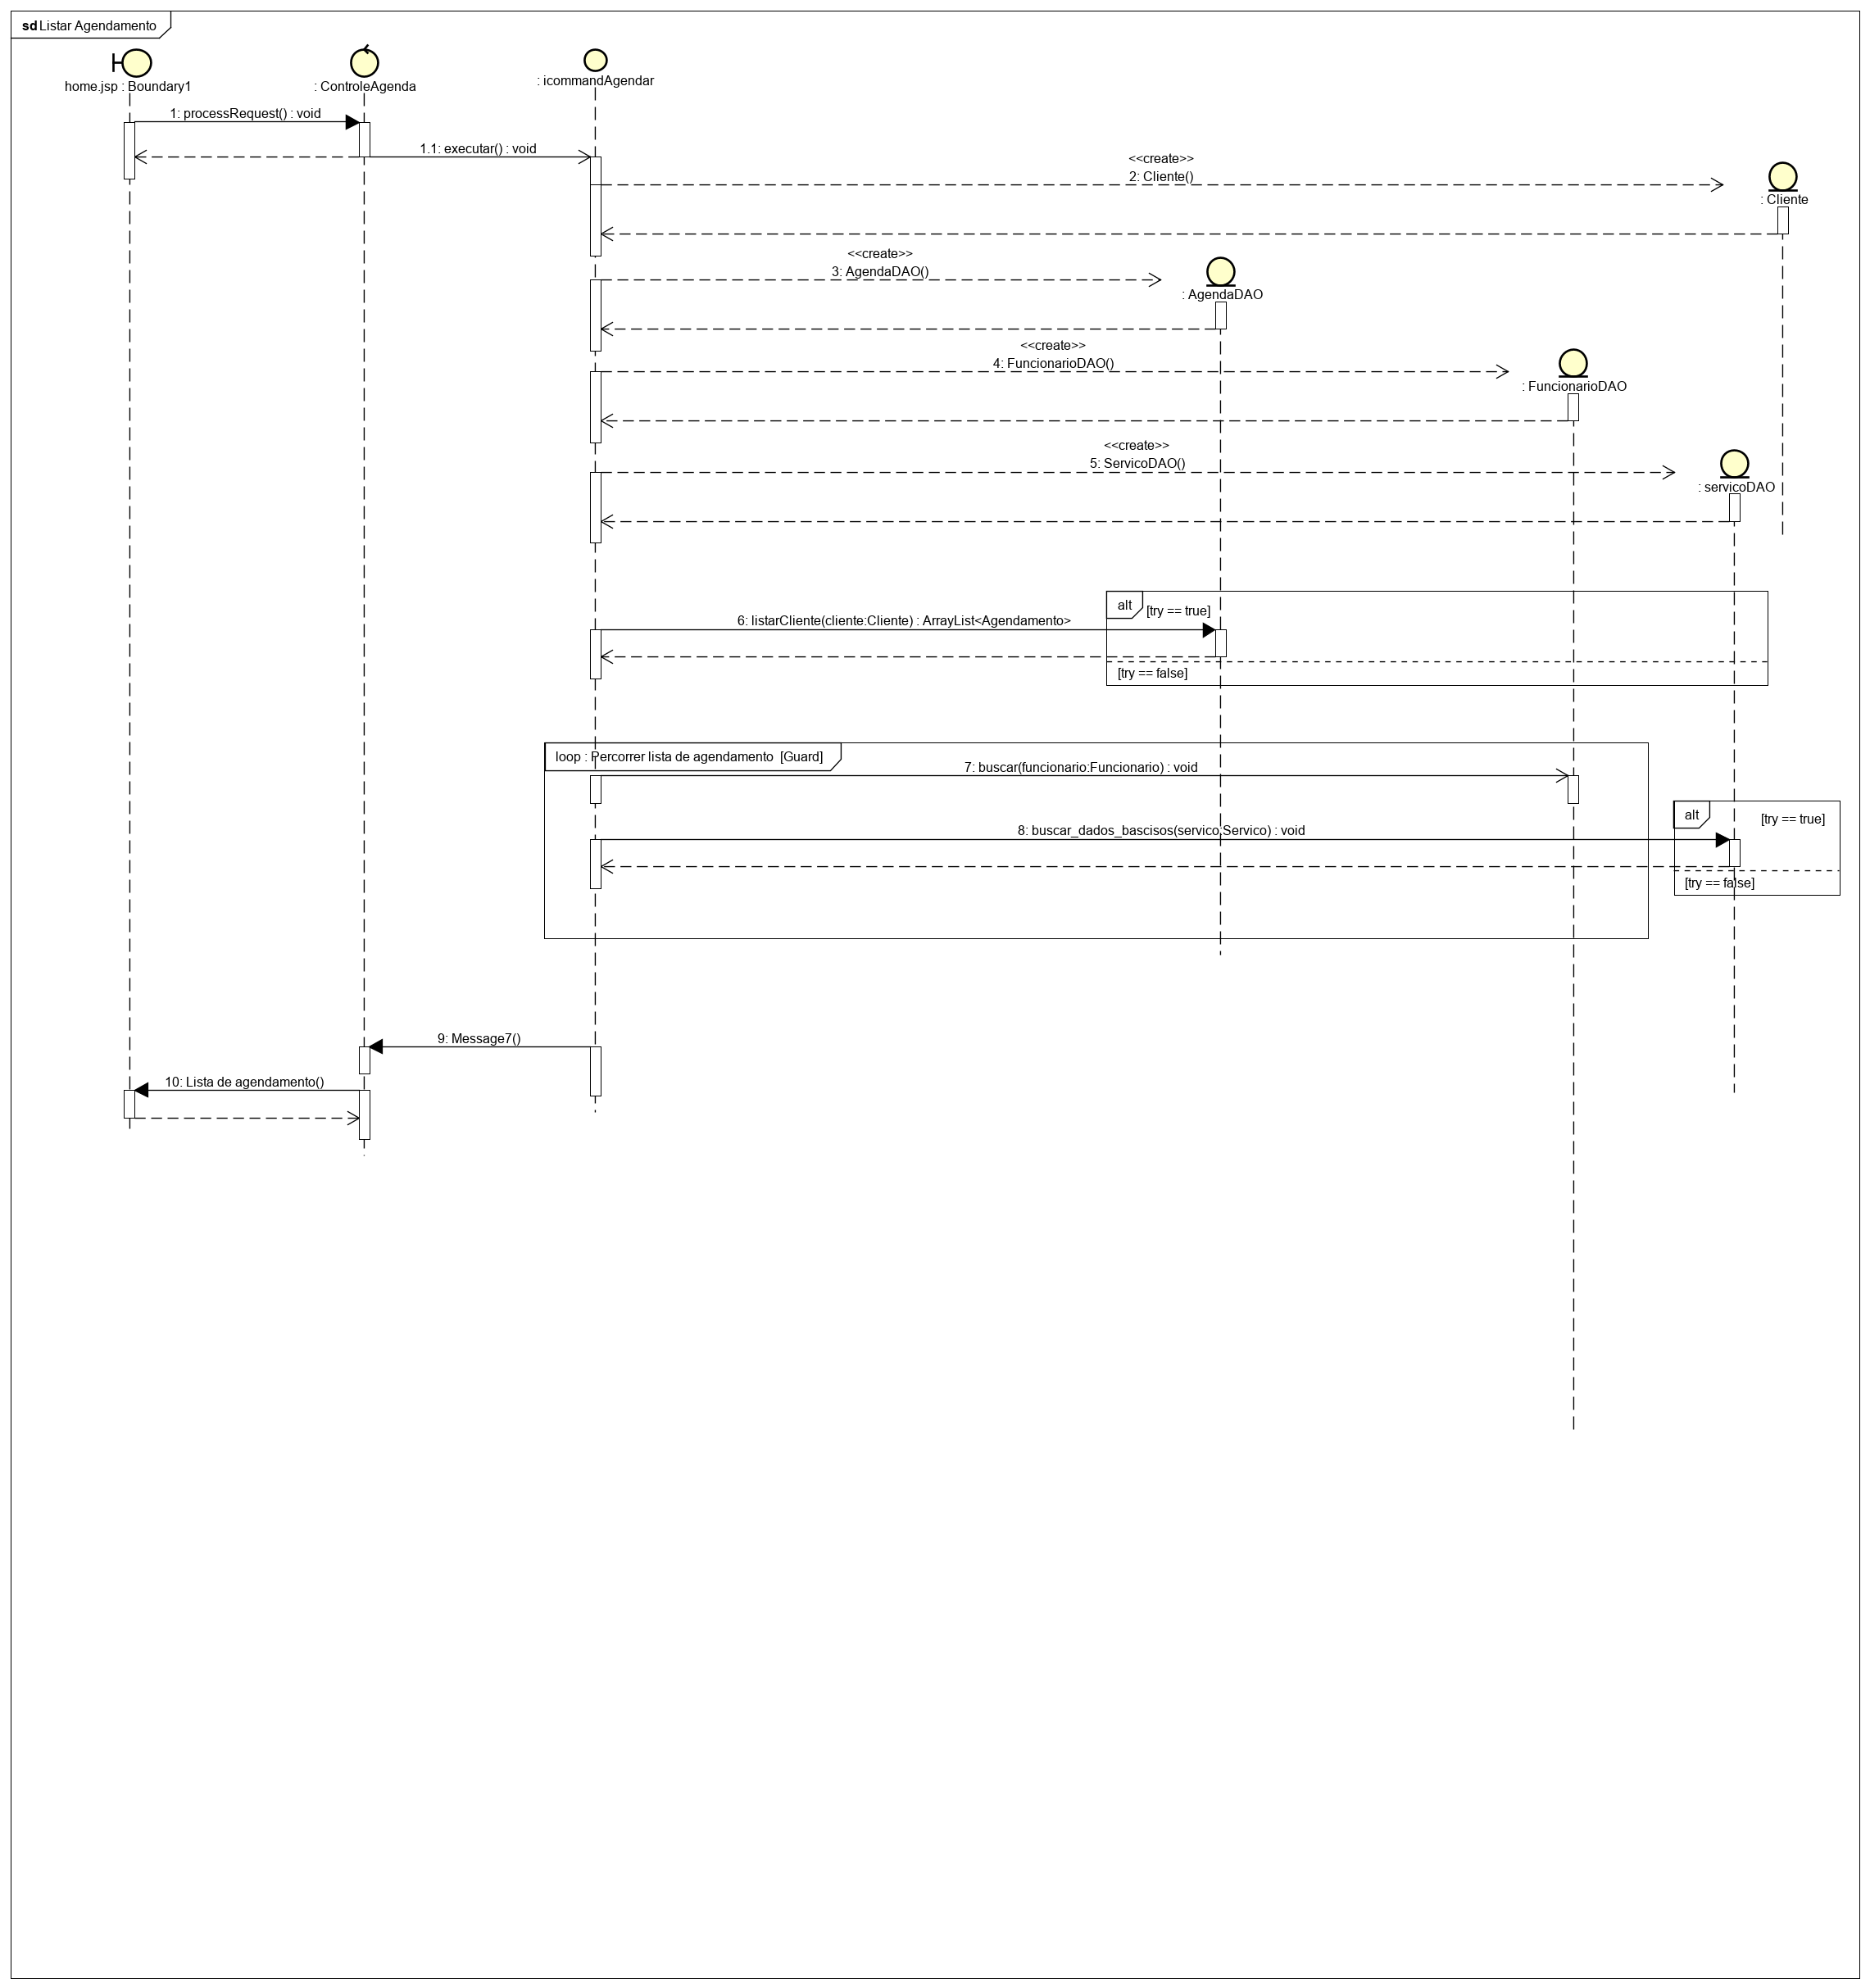 sd Listar Agendamento
home.jsp : Boundary1
: ControleAgenda
: icommandAgendar
1: processRequest() : void
1.1: executar() : void
<<create>>
2: Cliente()
: Cliente
<<create>>
3: AgendaDAO()
: AgendaDAO
<<create>>
4: FuncionarioDAO()
: FuncionarioDAO
<<create>>
5: ServicoDAO()
: servicoDAO
alt
[try == true]
6: listarCliente(cliente:Cliente) : ArrayList<Agendamento>
[try == false]
loop : Percorrer lista de agendamento [Guard]
7: buscar(funcionario:Funcionario) : void
alt
[try == true]
8: buscar_dados_bascisos(servico:Servico) : void
[try == false]
9: Message7()
10: Lista de agendamento()